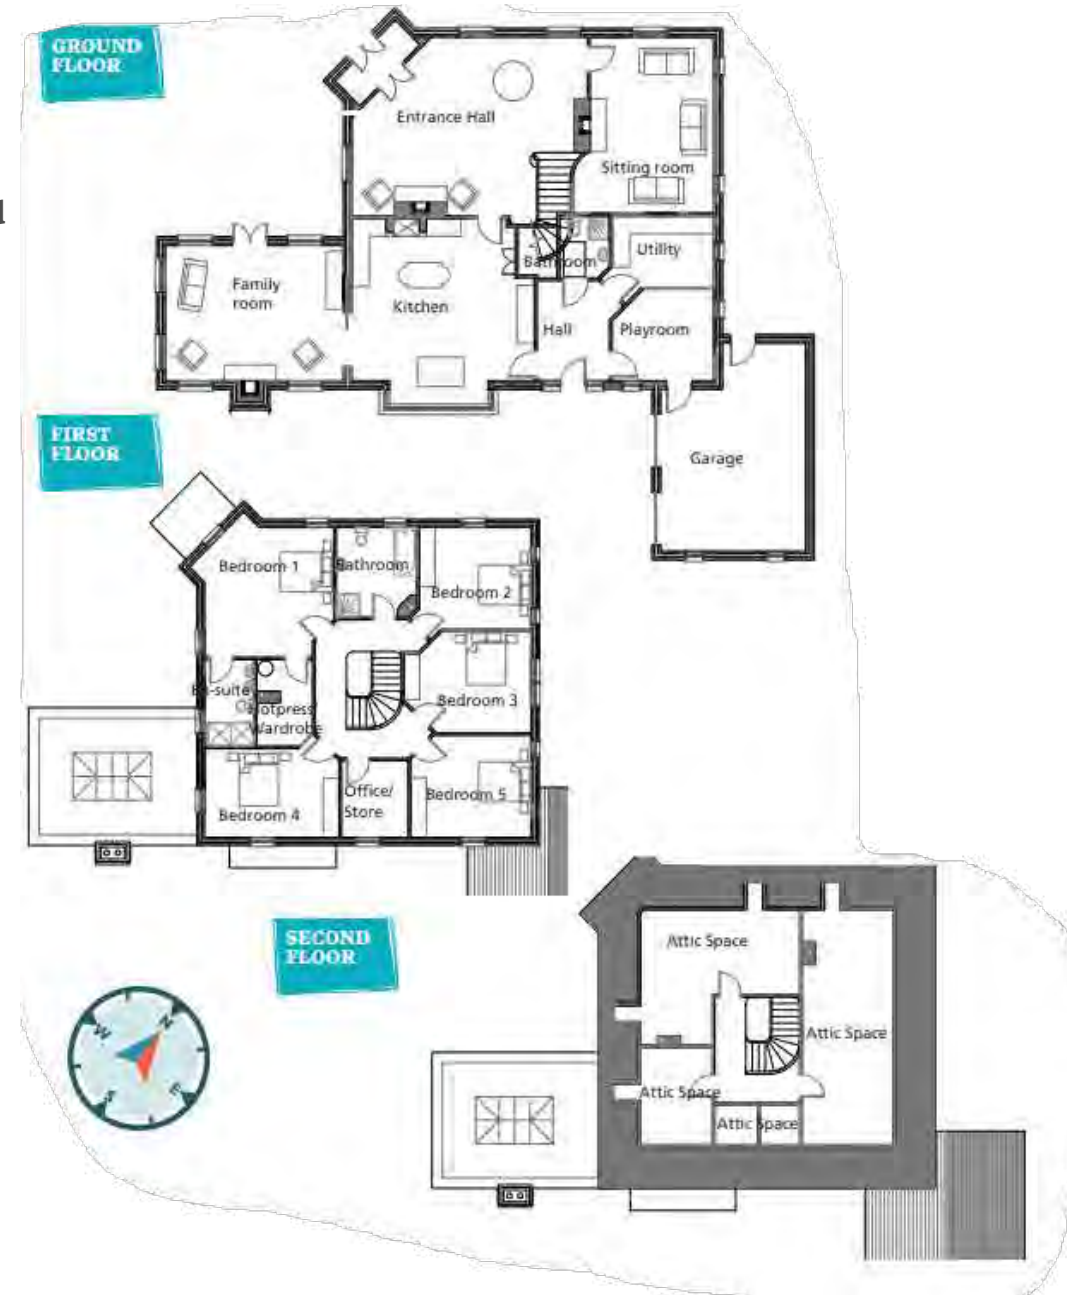 GROUND
FLOOR
Entrance Hall
Sitting room
Bathroom
Utility
Family
room
Kitchen
Hall
Playroom
Garage
FIRST
FLOOR
Bedroom 1
Bathroom
Bedroom 2
Bedroom 3
En-suite
Hotpress/
Wardrobe
Bedroom 4
Office/
Store
Bedroom 5
SECOND
FLOOR
Attic Space
Attic Space
Attic Space
Attic Space
N
W
E
S